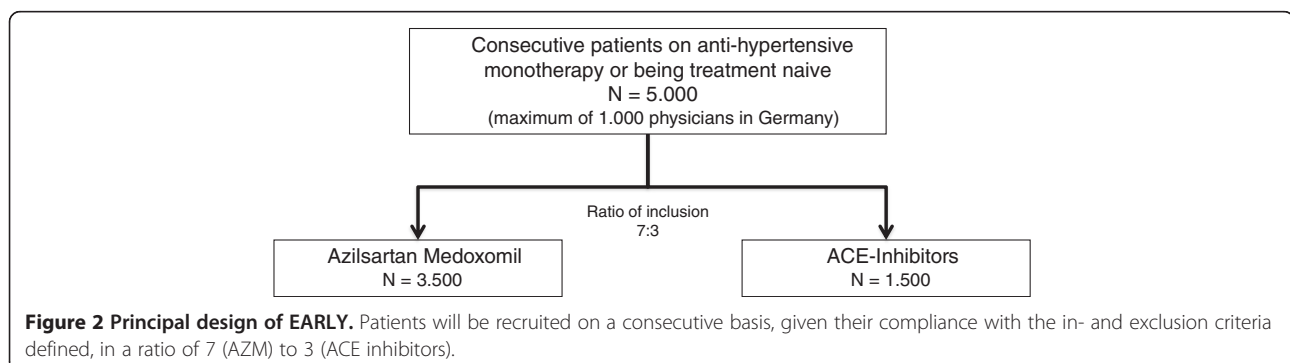 Consecutive patients on anti-hypertensive
monotherapy or being treatment naive
N = 5.000
(maximum of 1.000 physicians in Germany)
Ratio of inclusion
7:3
Azilsartan Medoxomil
N = 3.500
ACE-Inhibitors
N = 1.500
Figure 2 Principal design of EARLY. Patients will be recruited on a consecutive basis, given their compliance with the in- and exclusion criteria
defined, in a ratio of 7 (AZM) to 3 (ACE inhibitors).